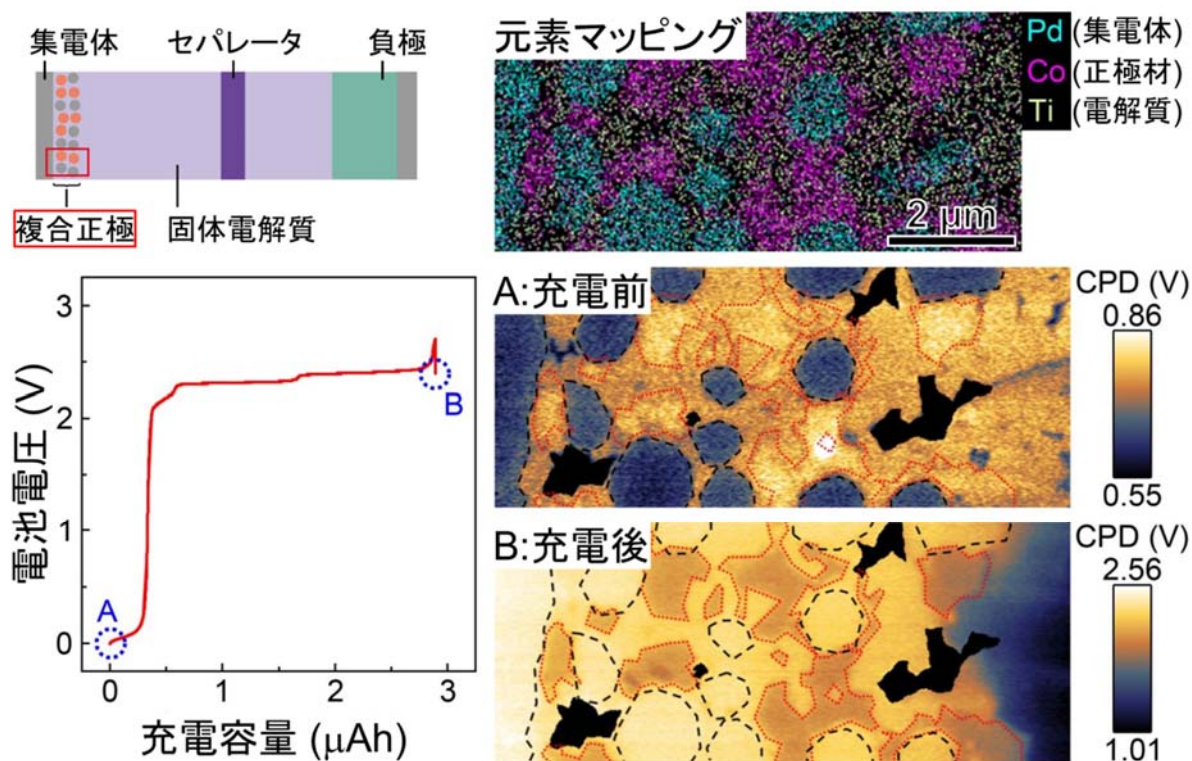 集電体
セパレータ
負極
複合正極
固体電解質
元素マッピング
Pd (集電体)
Co (正極材)
Ti (電解質)
2 μm
3
2
1
0
電池電圧 (V)
A
B
0
1
2
3
充電容量 (μAh)
A:充電前
CPD (V)
0.86
0.55
B:充電後
CPD (V)
2.56
1.01